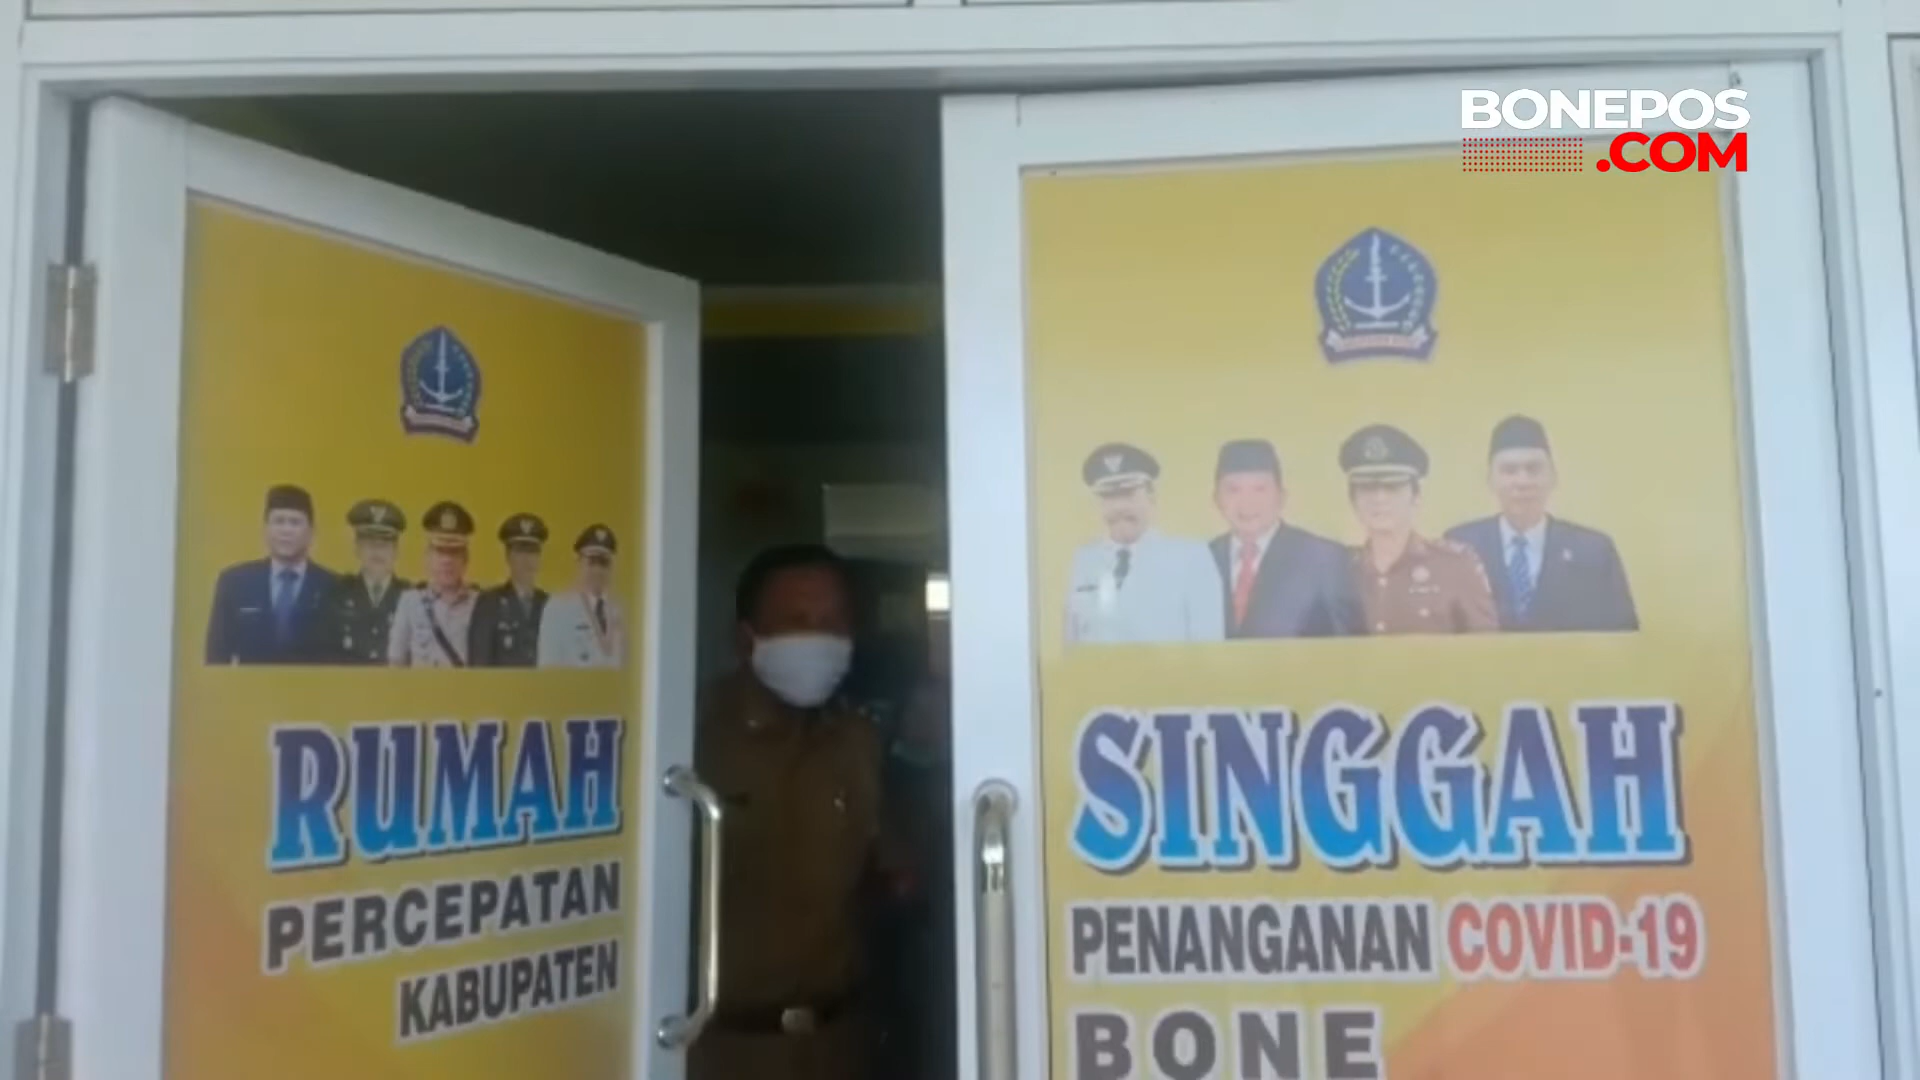 BONEPOS
.COM
RUMAH
PERCEPATAN
KABUPATEN
SINGGAH
PENANGANAN COVID-19
BONE